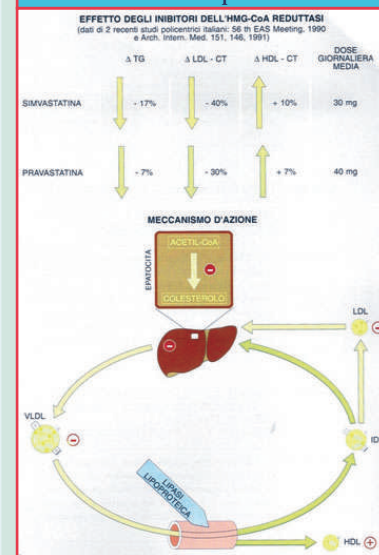 EFFETTO DEGLI INIBITORI DELL'HMG-CoA REDUTTASI
(dati di 2 recenti studi policentrici italiani: 56 th EAS Meeting, 1990
e Arch. Intern. Med. 151, 146, 1991)
Δ TG Δ LDL - CT Δ HDL - CT DOSE
GIORNALIERA
MEDIA
SIMVASTATINA - 17% - 40% + 10% 30 mg
PRAVASTATINA - 7% - 30% + 7% 40 mg
MECCANISMO D'AZIONE
ACETIL-CoA
EPATOCITA
COLESTEROLO
LDL
VLDL
ID
LIPASI
LIPOPROTEICA
HDL